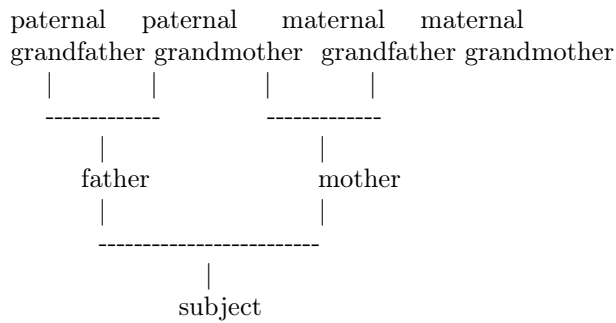 paternal paternal maternal maternal
grandfather grandmother grandfather grandmother
| | | |
------------- -------------
| |
father mother
| |
-------------------------
|
subject